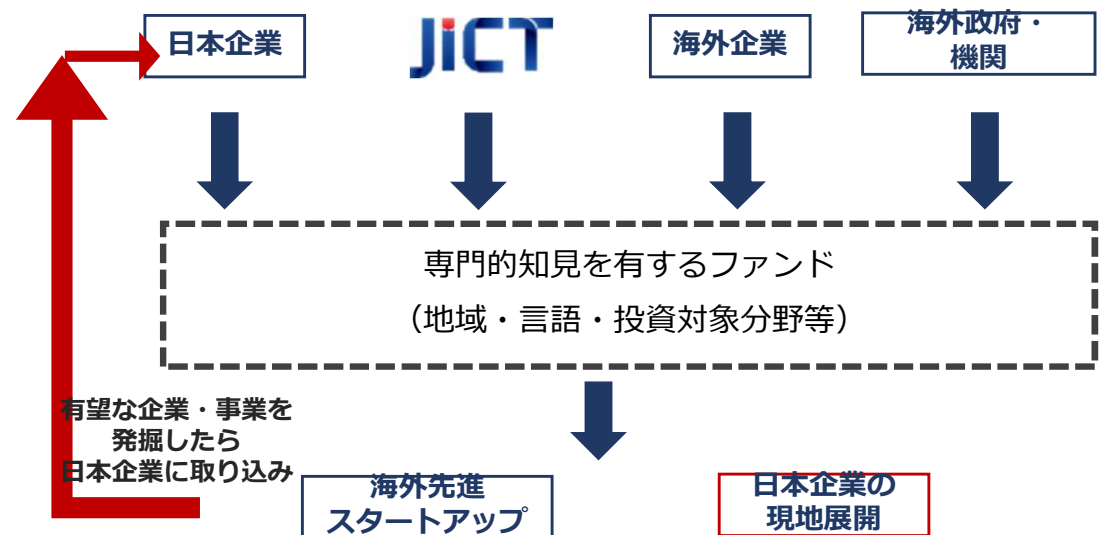 日本企業
JiCT
海外企業
海外政府・
機関
専門的知見を有するファンド
（地域・言語・投資対象分野等）
有望な企業・事業を
発掘したら
日本企業に取り込み
海外先進
スタートアップ
日本企業の
現地展開